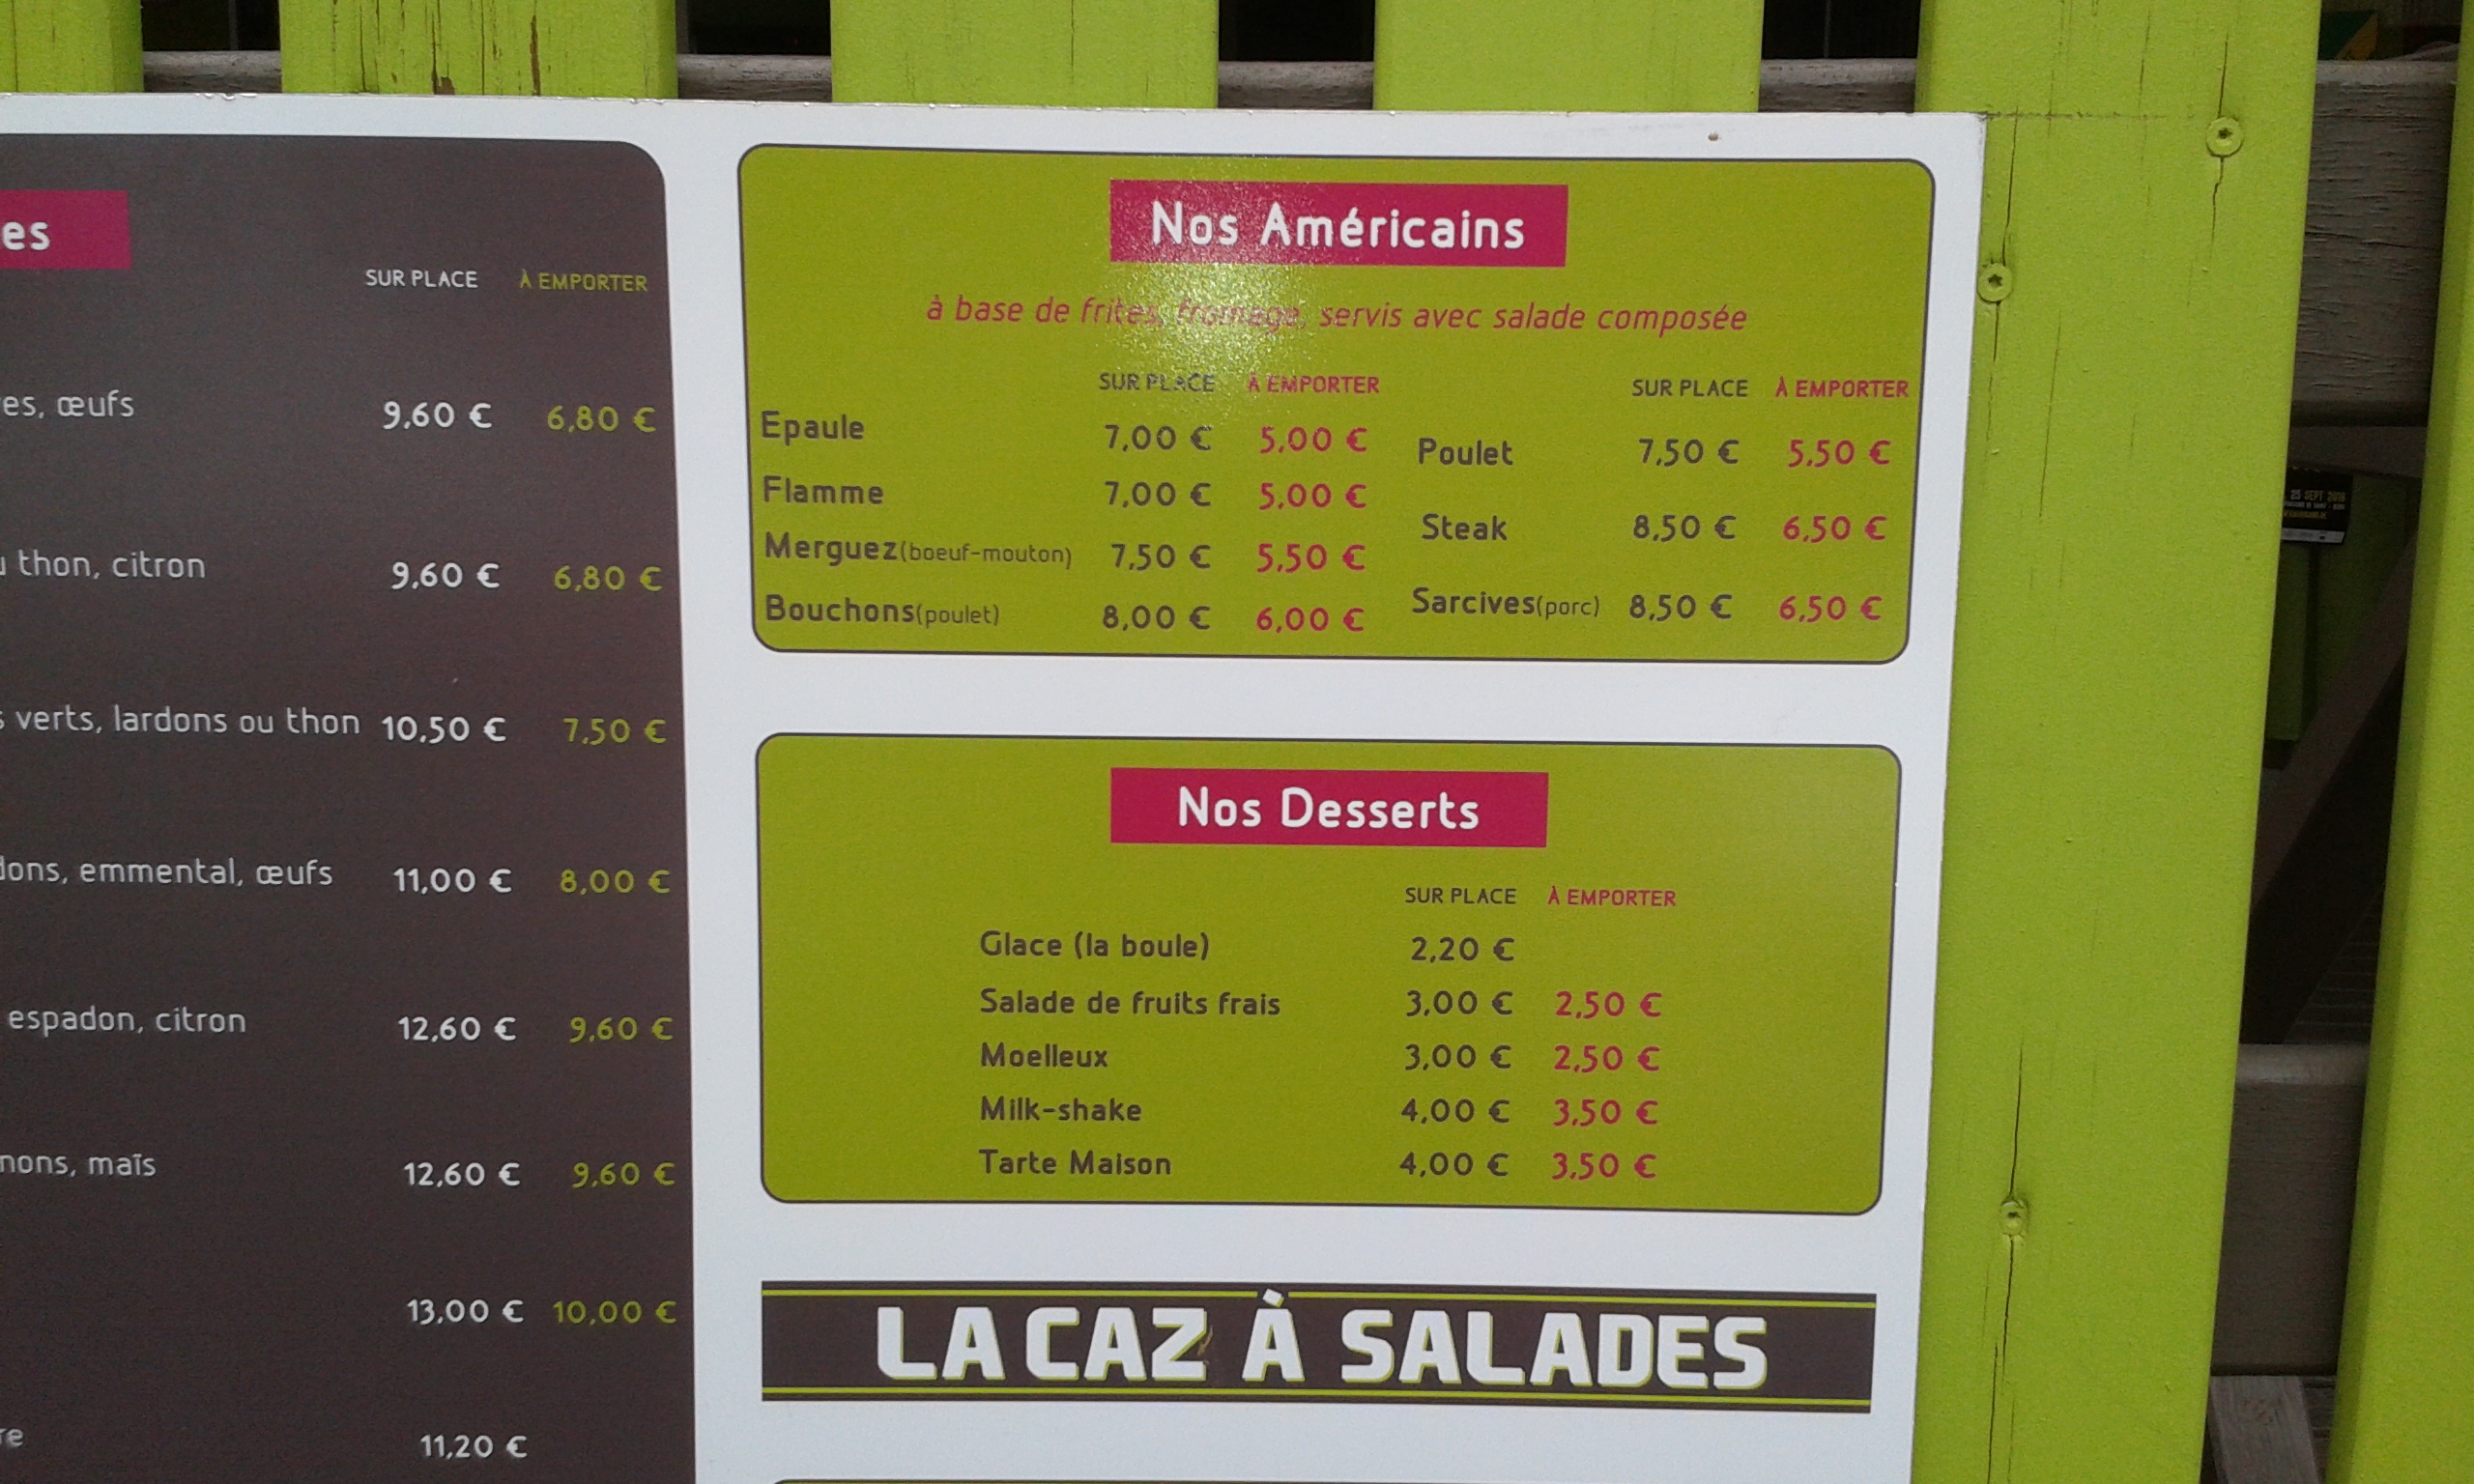 es
SUR PLACE À EMPORTER
es, œufs 9,60 € 6,80 €
thon, citron 9,60 € 6,80 €
verts, lardons ou thon 10,50 € 7,50 €
dons, emmental, œufs 11,00 € 8,00 €
espadon, citron 12,60 € 9,60 €
nons, maïs 12,60 € 9,60 €
13,00 € 10,00 €
re 11,20 €
Nos Américains
à base de frites, fromage, servis avec salade composée
SUR PLACE À EMPORTER
Epaule 7,00 € 5,00 €
Flamme 7,00 € 5,00 €
Merguez(boeuf-mouton) 7,50 € 5,50 €
Bouchons(poulet) 8,00 € 6,00 €
SUR PLACE À EMPORTER
Poulet 7,50 € 5,50 €
Steak 8,50 € 6,50 €
Sarcives(porc) 8,50 € 6,50 €
Nos Desserts
SUR PLACE À EMPORTER
Glace (la boule) 2,20 €
Salade de fruits frais 3,00 € 2,50 €
Moelleux 3,00 € 2,50 €
Milk-shake 4,00 € 3,50 €
Tarte Maison 4,00 € 3,50 €
LA CAZ À SALADES
25 SEPT 2016